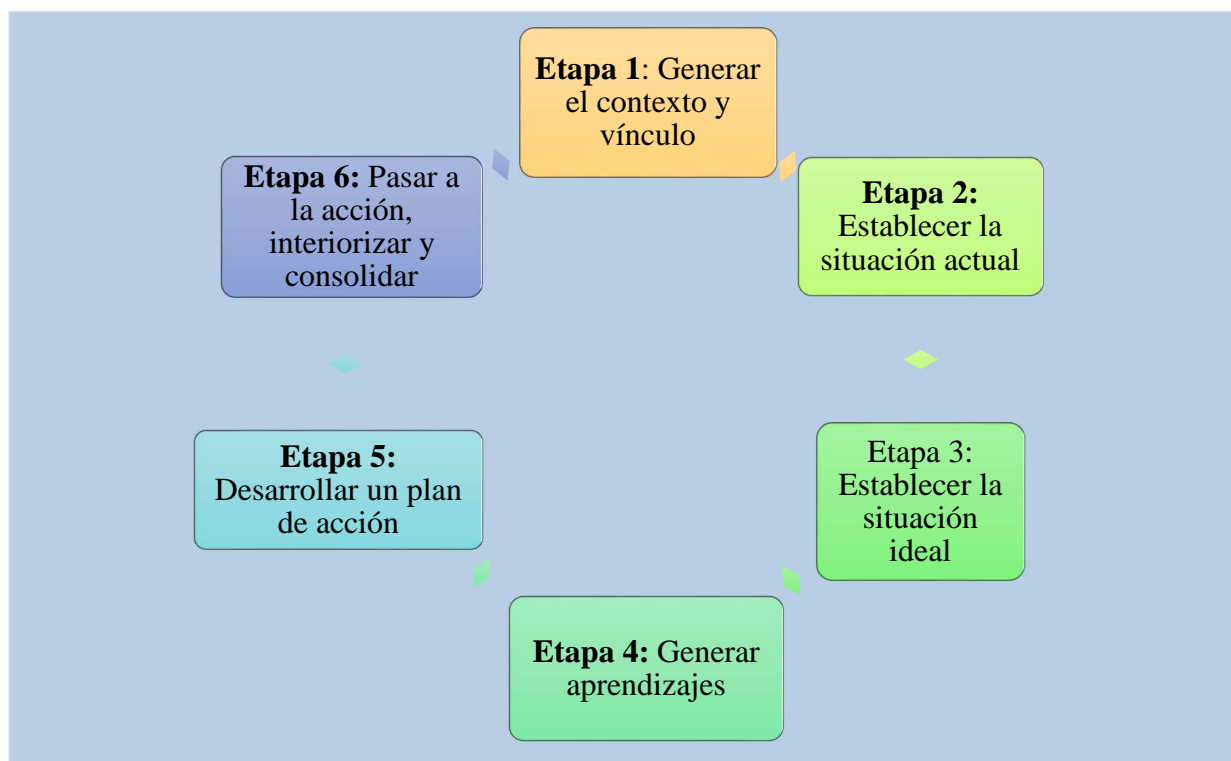 Etapa 1: Generar
el contexto y
vínculo
Etapa 2:
Establecer la
situación actual
Etapa 3:
Establecer la
situación
ideal
Etapa 4: Generar
aprendizajes
Etapa 5:
Desarrollar un plan
de acción
Etapa 6: Pasar a
la acción,
interiorizar y
consolidar